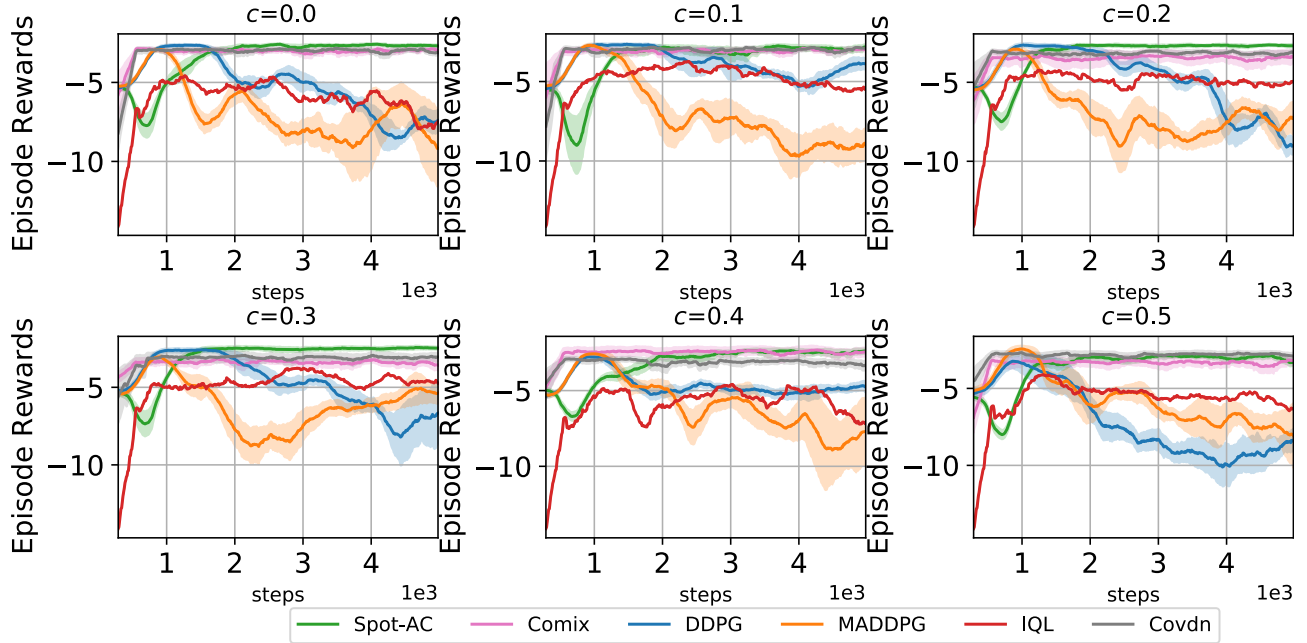 c=0.0
c=0.1
c=0.2
Episode Rewards
−5
−10
1 2 3 4
steps
1e3
Episode Rewards
−5
−10
1 2 3 4
steps
1e3
Episode Rewards
−5
−10
1 2 3 4
steps
1e3
c=0.3
c=0.4
c=0.5
Episode Rewards
−5
−10
1 2 3 4
steps
1e3
Episode Rewards
−5
−10
1 2 3 4
steps
1e3
Episode Rewards
−5
−10
1 2 3 4
steps
1e3
Spot-AC Comix DDPG MADDPG IQL Covdn